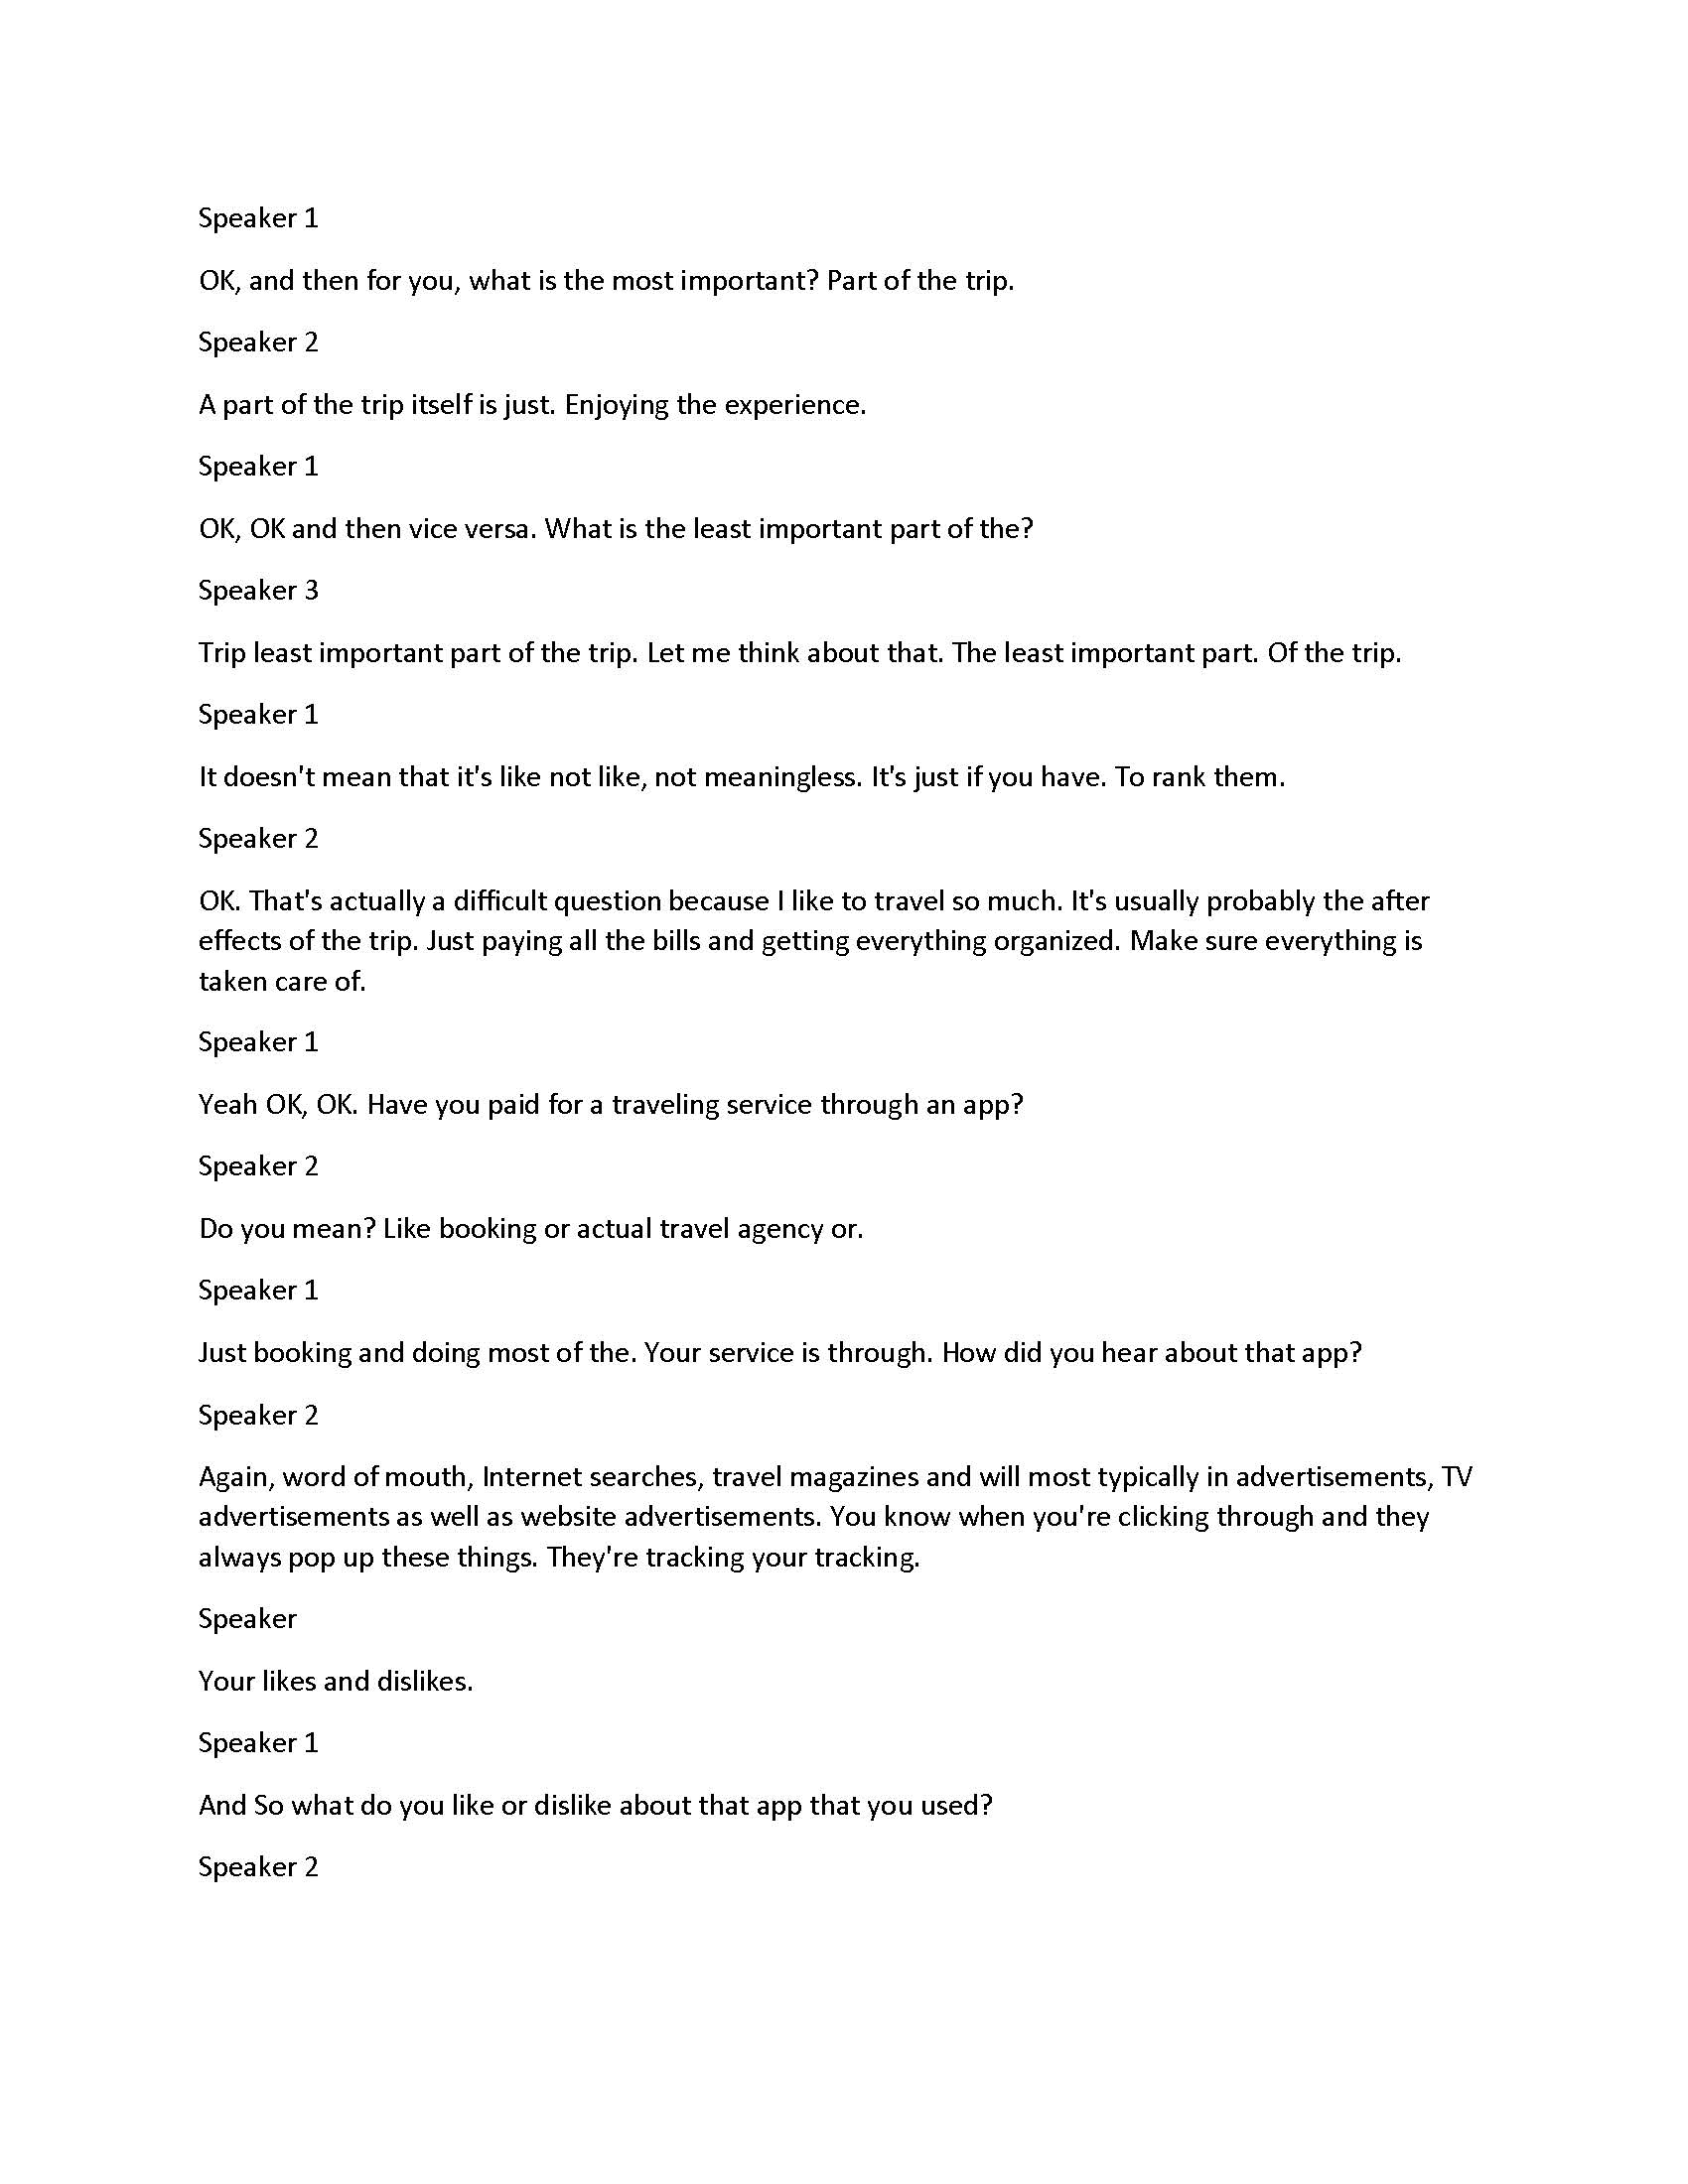 Speaker 1
OK, and then for you, what is the most important? Part of the trip.
Speaker 2
A part of the trip itself is just. Enjoying the experience.
Speaker 1
OK, OK and then vice versa. What is the least important part of the?
Speaker 3
Trip least important part of the trip. Let me think about that. The least important part. Of the trip.
Speaker 1
It doesn't mean that it's like not like, not meaningless. It's just if you have. To rank them.
Speaker 2
OK. That's actually a difficult question because I like to travel so much. It's usually probably the after
effects of the trip. Just paying all the bills and getting everything organized. Make sure everything is
taken care of.
Speaker 1
Yeah OK, OK. Have you paid for a traveling service through an app?
Speaker 2
Do you mean? Like booking or actual travel agency or.
Speaker 1
Just booking and doing most of the. Your service is through. How did you hear about that app?
Speaker 2
Again, word of mouth, Internet searches, travel magazines and will most typically in advertisements, TV
advertisements as well as website advertisements. You know when you're clicking through and they
always pop up these things. They're tracking your tracking.
Speaker
Your likes and dislikes.
Speaker 1
And So what do you like or dislike about that app that you used?
Speaker 2